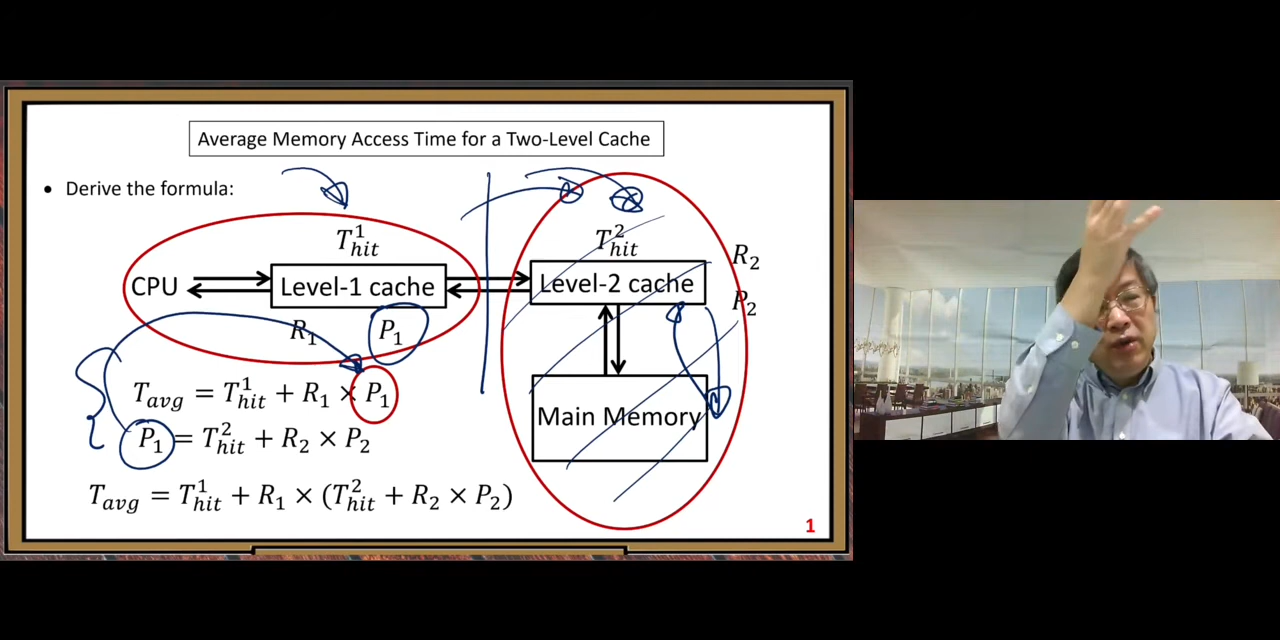 Average Memory Access Time for a Two-Level Cache
• Derive the formula:
T¹hit
T²hit
CPU
Level-1 cache
Level-2 cache
R₂
R₁
P₁
P₂
Tavg = T¹hit + R₁ × P₁
Main Memory
P₁ = T²hit + R₂ × P₂
Tavg = T¹hit + R₁ × (T²hit + R₂ × P₂)
1